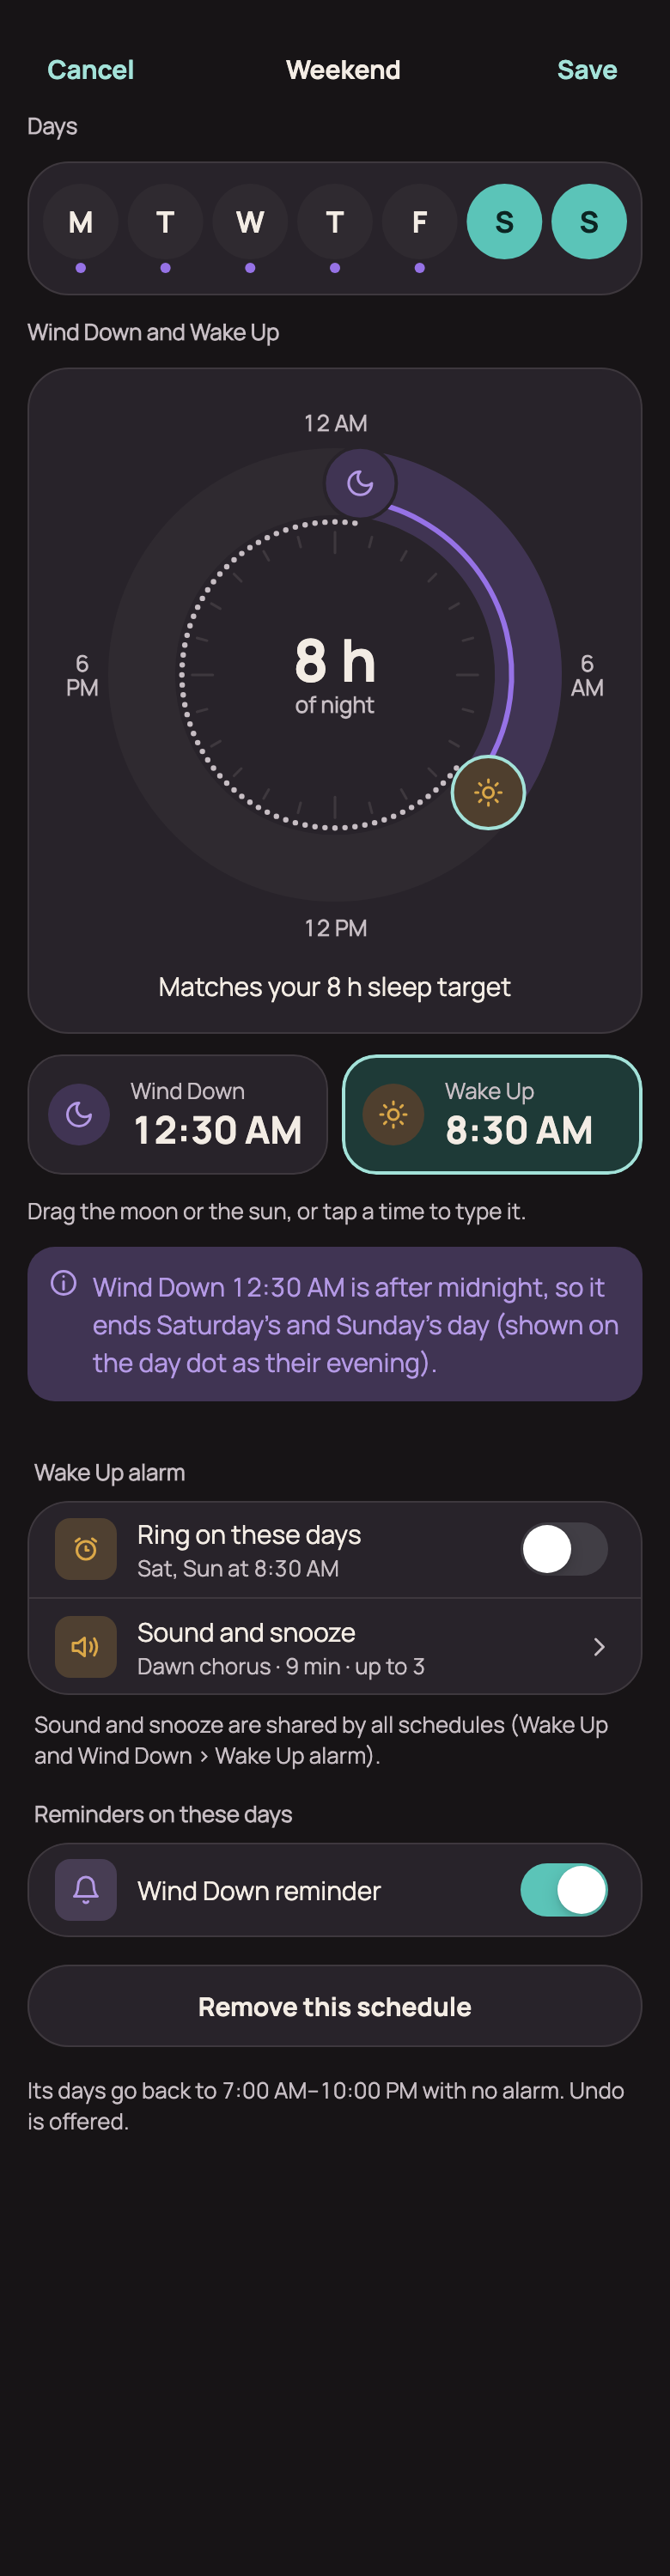 Cancel
Weekend
Save
Days
M
T
W
T
F
S
S
Wind Down and Wake Up
12 AM
6
PM
8 h
of night
6
AM
12 PM
Matches your 8 h sleep target
Wind Down
12:30 AM
Wake Up
8:30 AM
Drag the moon or the sun, or tap a time to type it.
Wind Down 12:30 AM is after midnight, so it
ends Saturday’s and Sunday’s day (shown on
the day dot as their evening).
Wake Up alarm
Ring on these days
Sat, Sun at 8:30 AM
Sound and snooze
Dawn chorus · 9 min · up to 3
Sound and snooze are shared by all schedules (Wake Up
and Wind Down › Wake Up alarm).
Reminders on these days
Wind Down reminder
Remove this schedule
Its days go back to 7:00 AM–10:00 PM with no alarm. Undo
is offered.